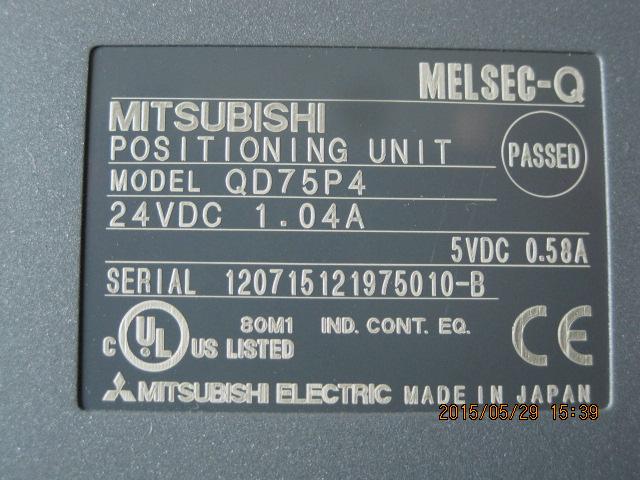 MELSEC-Q
MITSUBISHI
POSITIONING UNIT
PASSED
MODEL QD75P4
24VDC 1.04A
5VDC 0.58A
SERIAL 120715121975010-B
C UL US LISTED
80M1 IND. CONT. EQ.
CE
MITSUBISHI ELECTRIC MADE IN JAPAN
2015/05/29 15:39